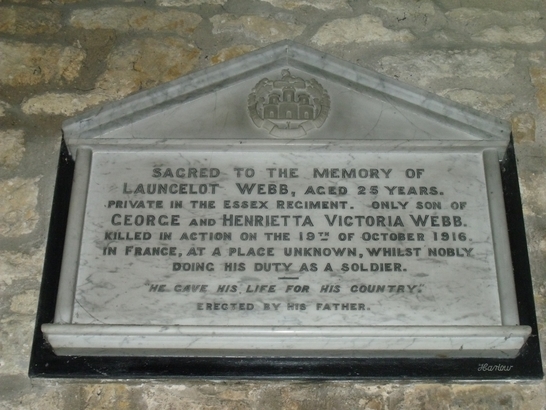 SACRED TO THE MEMORY OF
LAUNCELOT WEBB, AGED 25 YEARS.
PRIVATE IN THE ESSEX REGIMENT. ONLY SON OF
GEORGE AND HENRIETTA VICTORIA WEBB.
KILLED IN ACTION ON THE 19TH OF OCTOBER 1916.
IN FRANCE, AT A PLACE UNKNOWN, WHILST NOBLY
DOING HIS DUTY AS A SOLDIER.
"HE GAVE HIS LIFE FOR HIS COUNTRY."
ERECTED BY HIS FATHER.
Harlow